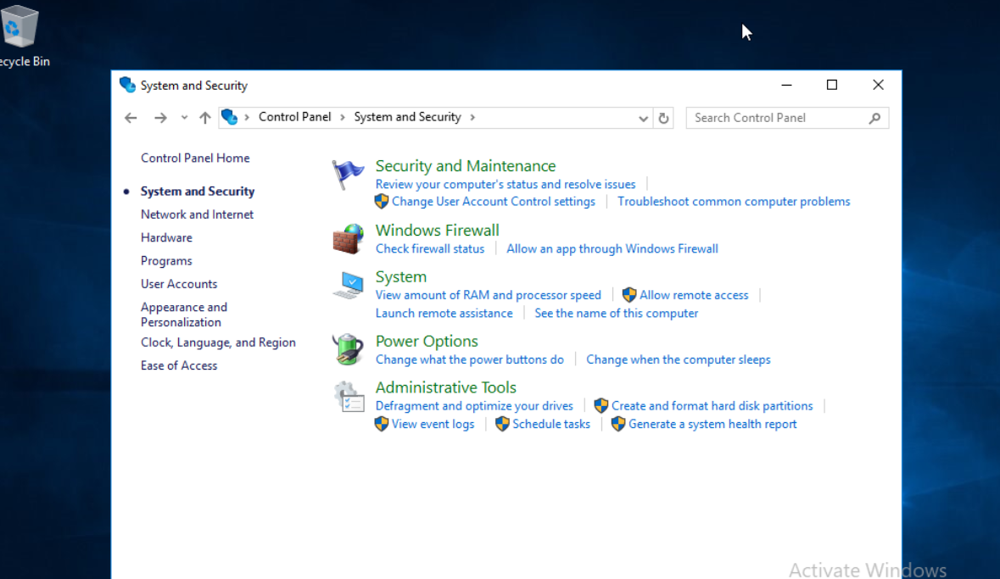 ecycle Bin
System and Security
Control Panel System and Security
Search Control Panel
Control Panel Home
System and Security
Network and Internet
Hardware
Programs
User Accounts
Appearance and
Personalization
Clock, Language, and Region
Ease of Access
Security and Maintenance
Review your computer's status and resolve issues
Change User Account Control settings Troubleshoot common computer problems
Windows Firewall
Check firewall status Allow an app through Windows Firewall
System
View amount of RAM and processor speed Allow remote access
Launch remote assistance See the name of this computer
Power Options
Change what the power buttons do Change when the computer sleeps
Administrative Tools
Defragment and optimize your drives Create and format hard disk partitions
View event logs Schedule tasks Generate a system health report
Activate Windows